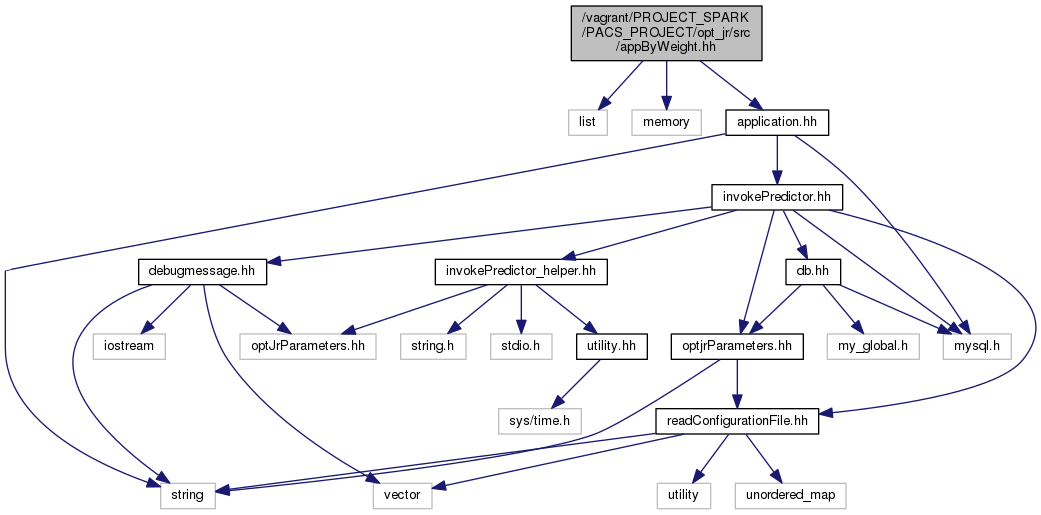 /vagrant/PROJECT_SPARK
/PACS_PROJECT/opt_jr/src
/appByWeight.hh
list
memory
application.hh
invokePredictor.hh
debugmessage.hh
invokePredictor_helper.hh
db.hh
iostream
optJrParameters.hh
string.h
stdio.h
utility.hh
optjrParameters.hh
my_global.h
mysql.h
sys/time.h
readConfigurationFile.hh
string
vector
utility
unordered_map